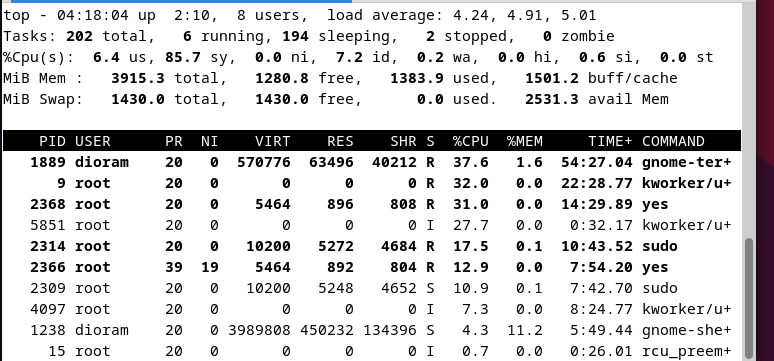 top - 04:18:04 up  2:10,  8 users,  load average: 4.24, 4.91, 5.01
Tasks: 202 total,   6 running, 194 sleeping,   2 stopped,   0 zombie
%Cpu(s):  6.4 us, 85.7 sy,  0.0 ni,  7.2 id,  0.2 wa,  0.0 hi,  0.6 si,  0.0 st
MiB Mem :   3915.3 total,   1280.8 free,   1383.9 used,   1501.2 buff/cache
MiB Swap:   1430.0 total,   1430.0 free,      0.0 used.   2531.3 avail Mem
    PID USER      PR  NI    VIRT    RES    SHR S  %CPU  %MEM     TIME+ COMMAND
   1889 dioram    20   0  570776  63496  40212 R  37.6   1.6  54:27.04 gnome-ter+
      9 root      20   0       0      0      0 R  32.0   0.0  22:28.77 kworker/u+
   2368 root      20   0    5464    896    808 R  31.0   0.0  14:29.89 yes
   5851 root      20   0       0      0      0 I  27.7   0.0   0:32.17 kworker/u+
   2314 root      20   0   10200   5272   4684 R  17.5   0.1  10:43.52 sudo
   2366 root      39  19    5464    892    804 R  12.9   0.0   7:54.20 yes
   2309 root      20   0   10200   5248   4652 S  10.9   0.1   7:42.70 sudo
   4097 root      20   0       0      0      0 I   7.3   0.0   8:24.77 kworker/u+
   1238 dioram    20   0 3989808 450232 134396 S   4.3  11.2   5:49.44 gnome-she+
     15 root      20   0       0      0      0 I   0.7   0.0   0:26.01 rcu_preem+